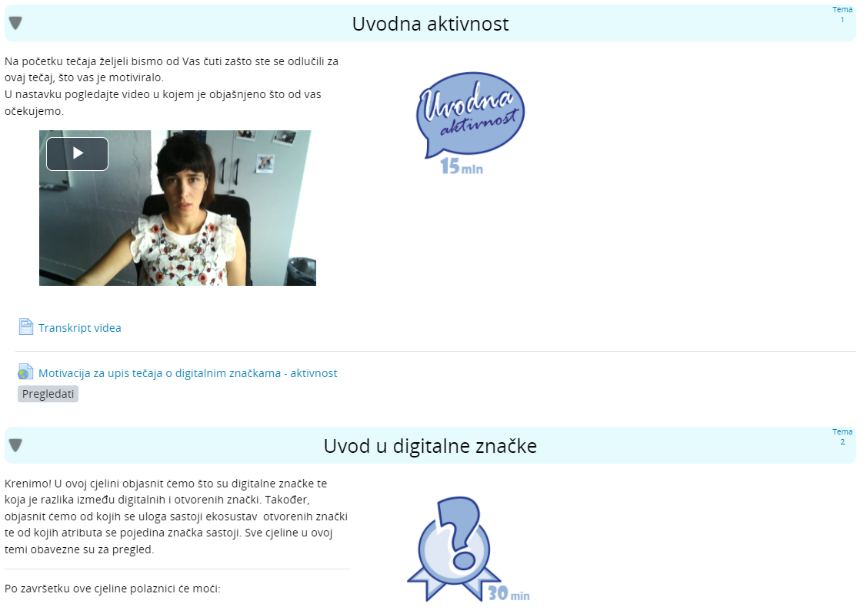 Uvodna aktivnost
Tema
1
Na početku tečaja željeli bismo od Vas čuti zašto ste se odlučili za
ovaj tečaj, što vas je motiviralo.
U nastavku pogledajte video u kojem je objašnjeno što od vas
očekujemo.
Uvodna
aktivnost
15 min
Transkript videa
Motivacija za upis tečaja o digitalnim značkama - aktivnost
Pregledati
Uvod u digitalne značke
Tema
2
Krenimo! U ovoj cjelini objasnit ćemo što su digitalne značke te
koja je razlika između digitalnih i otvorenih znački. Također,
objasnit ćemo od kojih se uloga sastoji ekosustav otvorenih znački
te od kojih atributa se pojedina značka sastoji. Sve cjeline u ovoj
temi obavezne su za pregled.
?
30 min
Po završetku ove cjeline polaznici će moći: